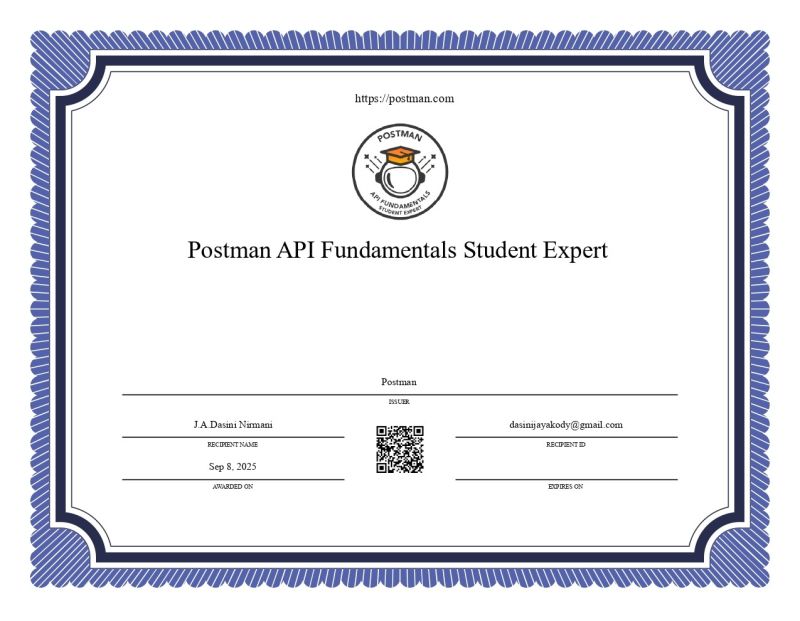 https://postman.com
POSTMAN
API FUNDAMENTALS
STUDENT EXPERT
Postman API Fundamentals Student Expert
Postman
ISSUER
J.A.Dasini Nirmani
RECIPIENT NAME
dasinijayakody@gmail.com
RECIPIENT ID
Sep 8, 2025
AWARDED ON
EXPIRES ON